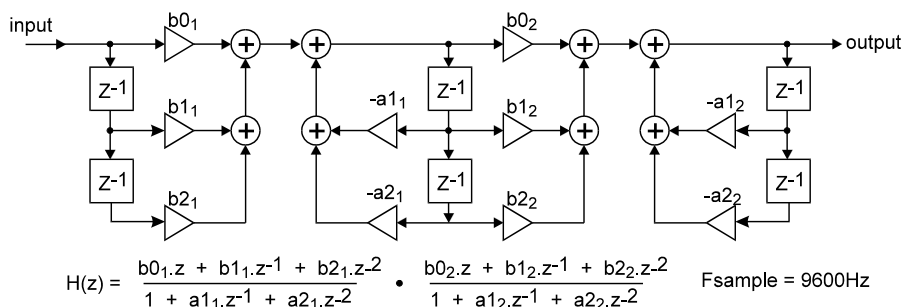 input
b0₁
b0₂
output
z-1
b1₁
-a1₁
z-1
b1₂
-a1₂
z-1
z-1
b2₁
-a2₁
z-1
b2₂
-a2₂
z-1
H(z) = b0₁.z + b1₁.z-1 + b2₁.z-2 • b0₂.z + b1₂.z-1 + b2₂.z-2 Fsample = 9600Hz
1 + a1₁.z-1 + a2₁.z-2 1 + a1₂.z-1 + a2₂.z-2